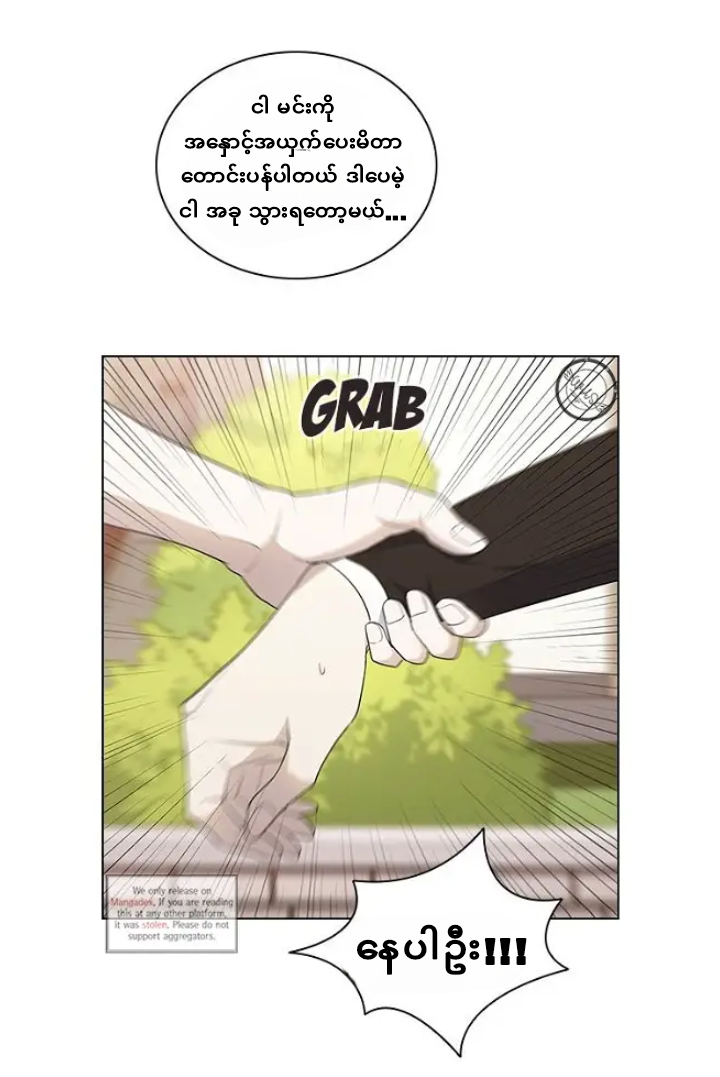 ငါ မင်းကို
အနှောင့်အယှက်ပေးမိတာ
တောင်းပန်ပါတယ် ဒါပေမဲ့
ငါ အခု သွားရတော့မယ်...
GRAB
We only release on
Mangadex. If you are reading
this at any other platform,
it was stolen. Please do not
support aggregators.
နေပါဦး!!!